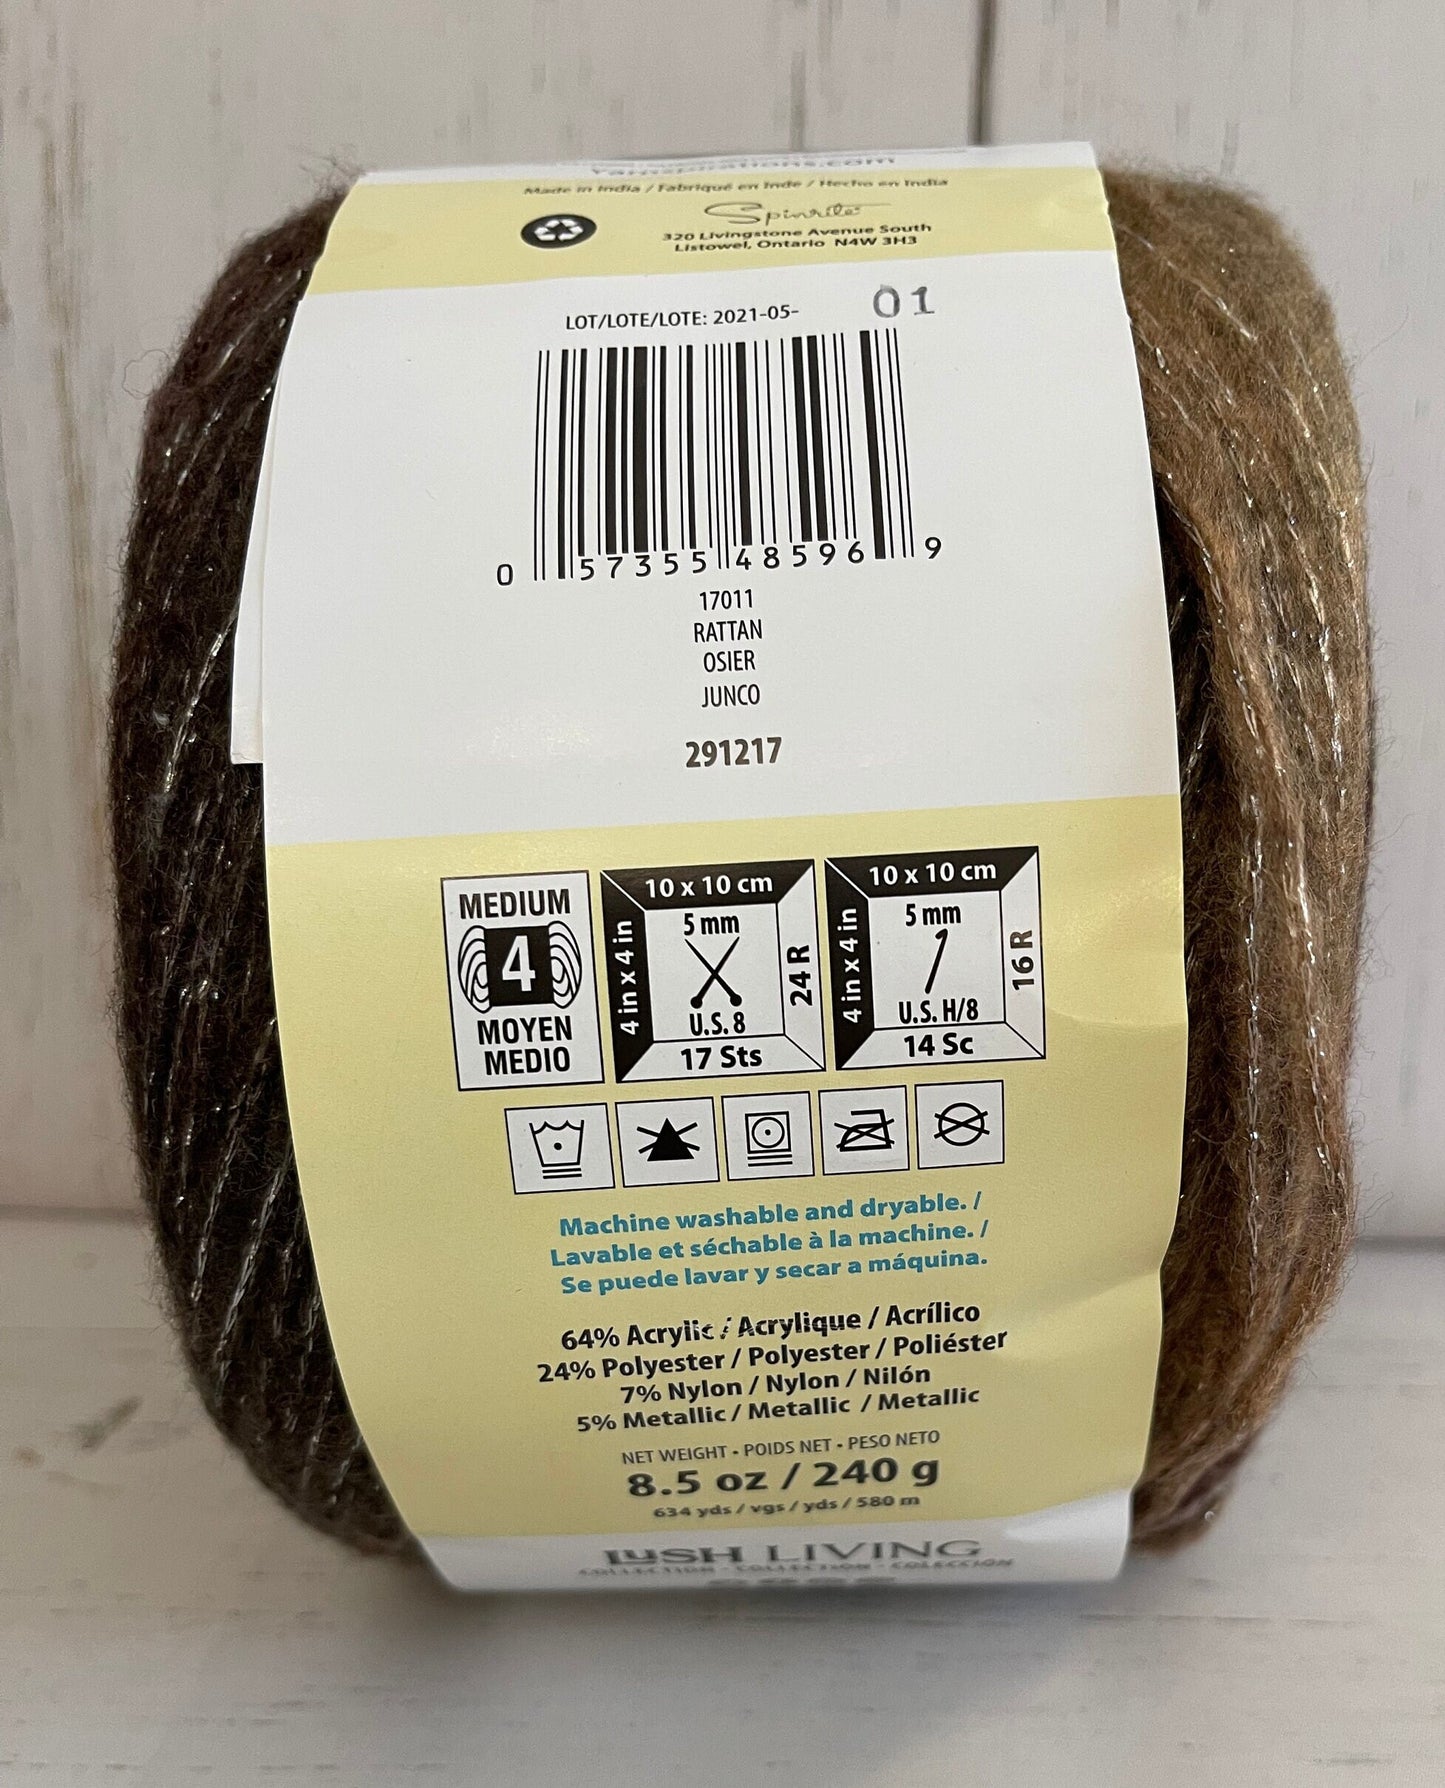 Yarnspirations.com
Made in India / Fabriqué en Inde / Hecho en India
Spinrite
320 Livingstone Avenue South
Listowel, Ontario N4W 3H3
LOT/LOTE/LOTE: 2021-05- 01
0 57355 48596 9
17011
RATTAN
OSIER
JUNCO
291217
MEDIUM
4
MOYEN
MEDIO
10 x 10 cm
4 in x 4 in
5 mm
24 R
U.S. 8
17 Sts
10 x 10 cm
4 in x 4 in
5 mm
16 R
U.S. H/8
14 Sc
Machine washable and dryable. /
Lavable et séchable à la machine. /
Se puede lavar y secar a máquina.
64% Acrylic / Acrylique / Acrílico
24% Polyester / Polyester / Poliéster
7% Nylon / Nylon / Nilón
5% Metallic / Metallic / Metallic
NET WEIGHT • POIDS NET • PESO NETO
8.5 oz / 240 g
634 yds / vgs / yds / 580 m
LUSH LIVING
COLLECTION • COLLECTION • COLECCIÓN